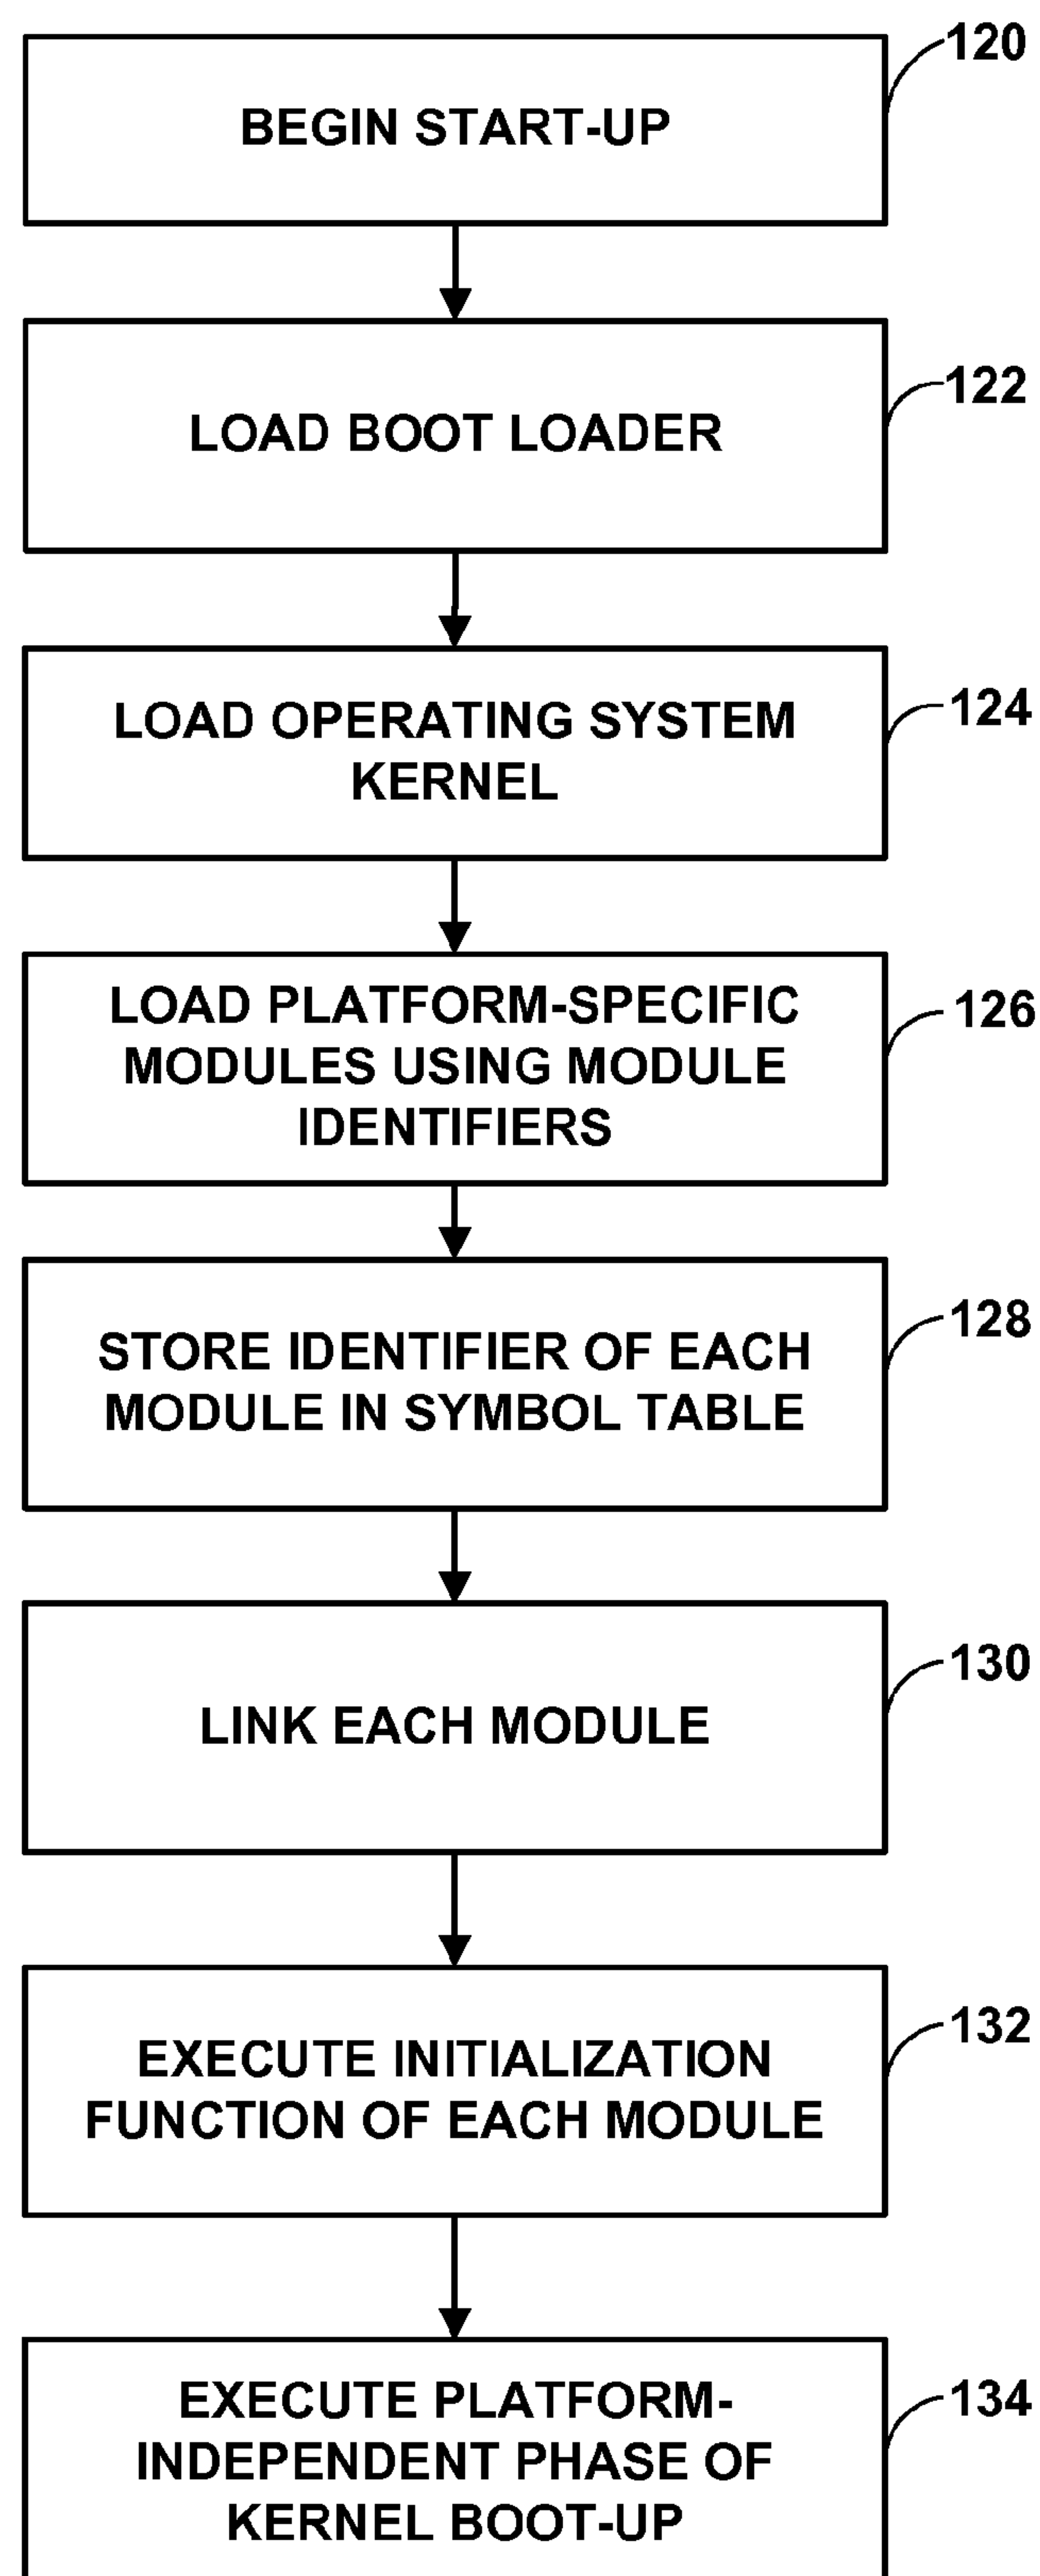 120
BEGIN START-UP
122
LOAD BOOT LOADER
124
LOAD OPERATING SYSTEM
KERNEL
126
LOAD PLATFORM-SPECIFIC
MODULES USING MODULE
IDENTIFIERS
128
STORE IDENTIFIER OF EACH
MODULE IN SYMBOL TABLE
130
LINK EACH MODULE
132
EXECUTE INITIALIZATION
FUNCTION OF EACH MODULE
134
EXECUTE PLATFORM-
INDEPENDENT PHASE OF
KERNEL BOOT-UP